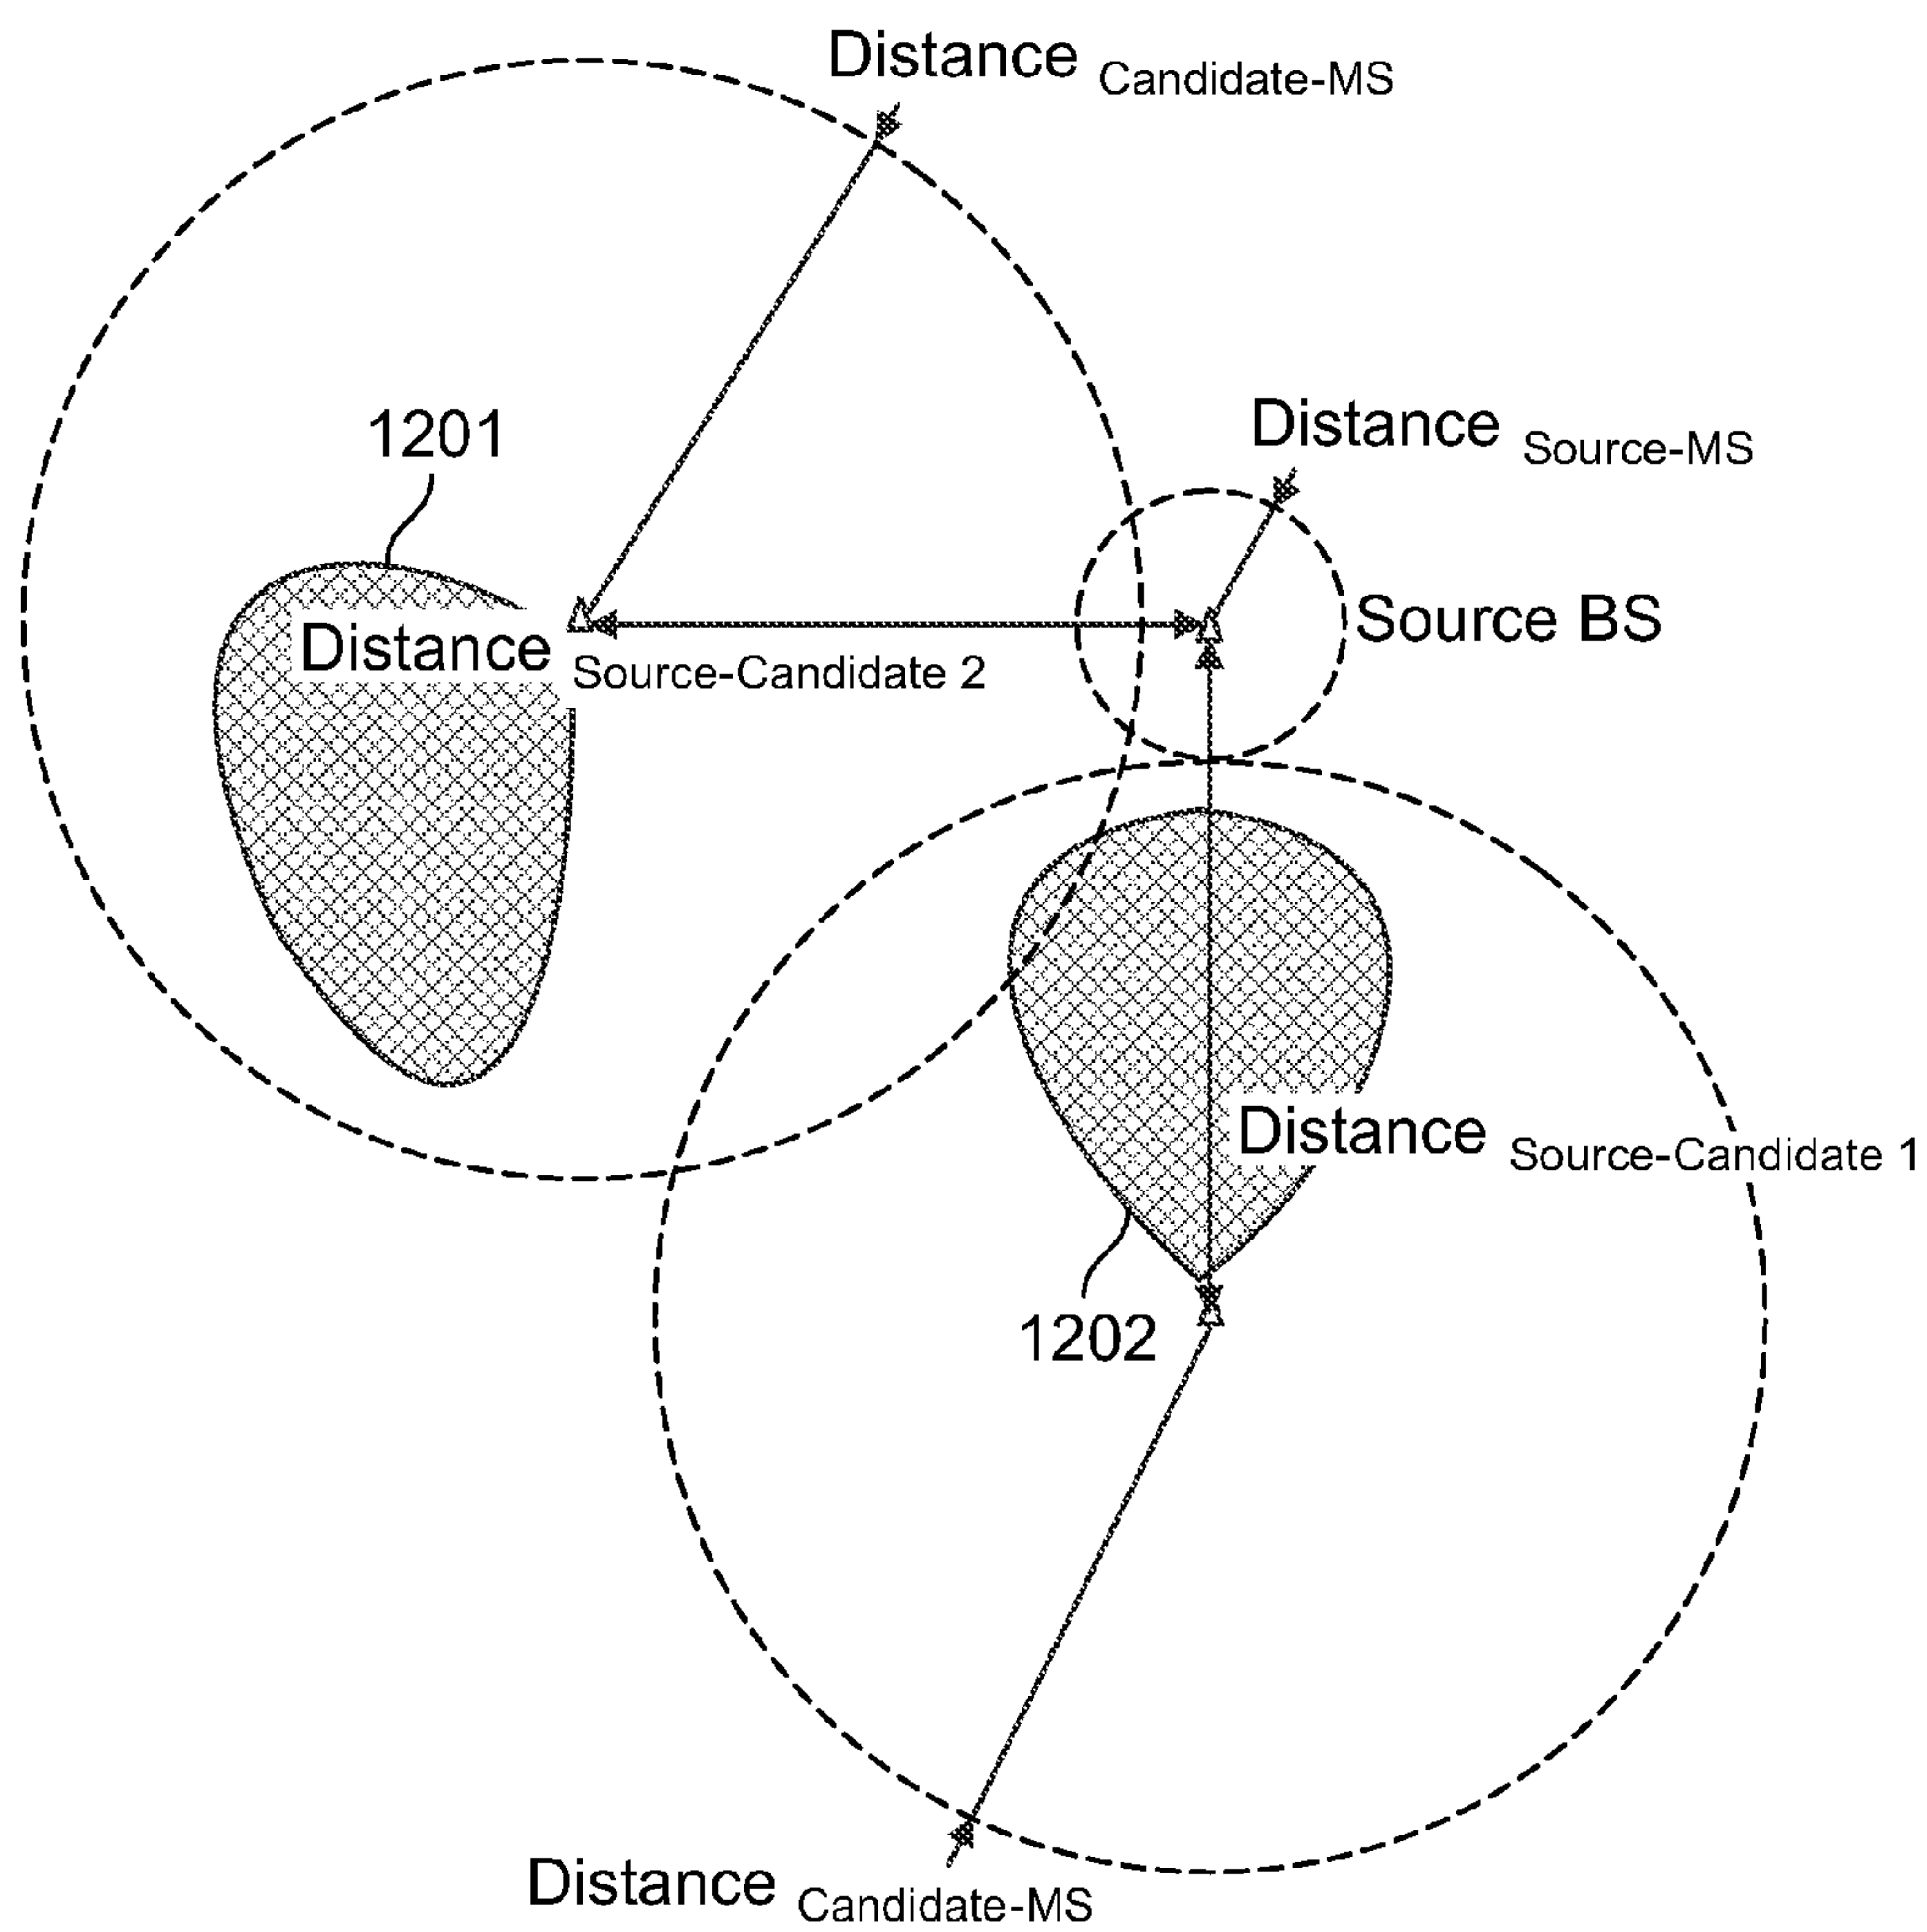 Distance Candidate-MS
1201
Distance Source-MS
Source BS
Distance Source-Candidate 2
Distance Source-Candidate 1
1202
Distance Candidate-MS